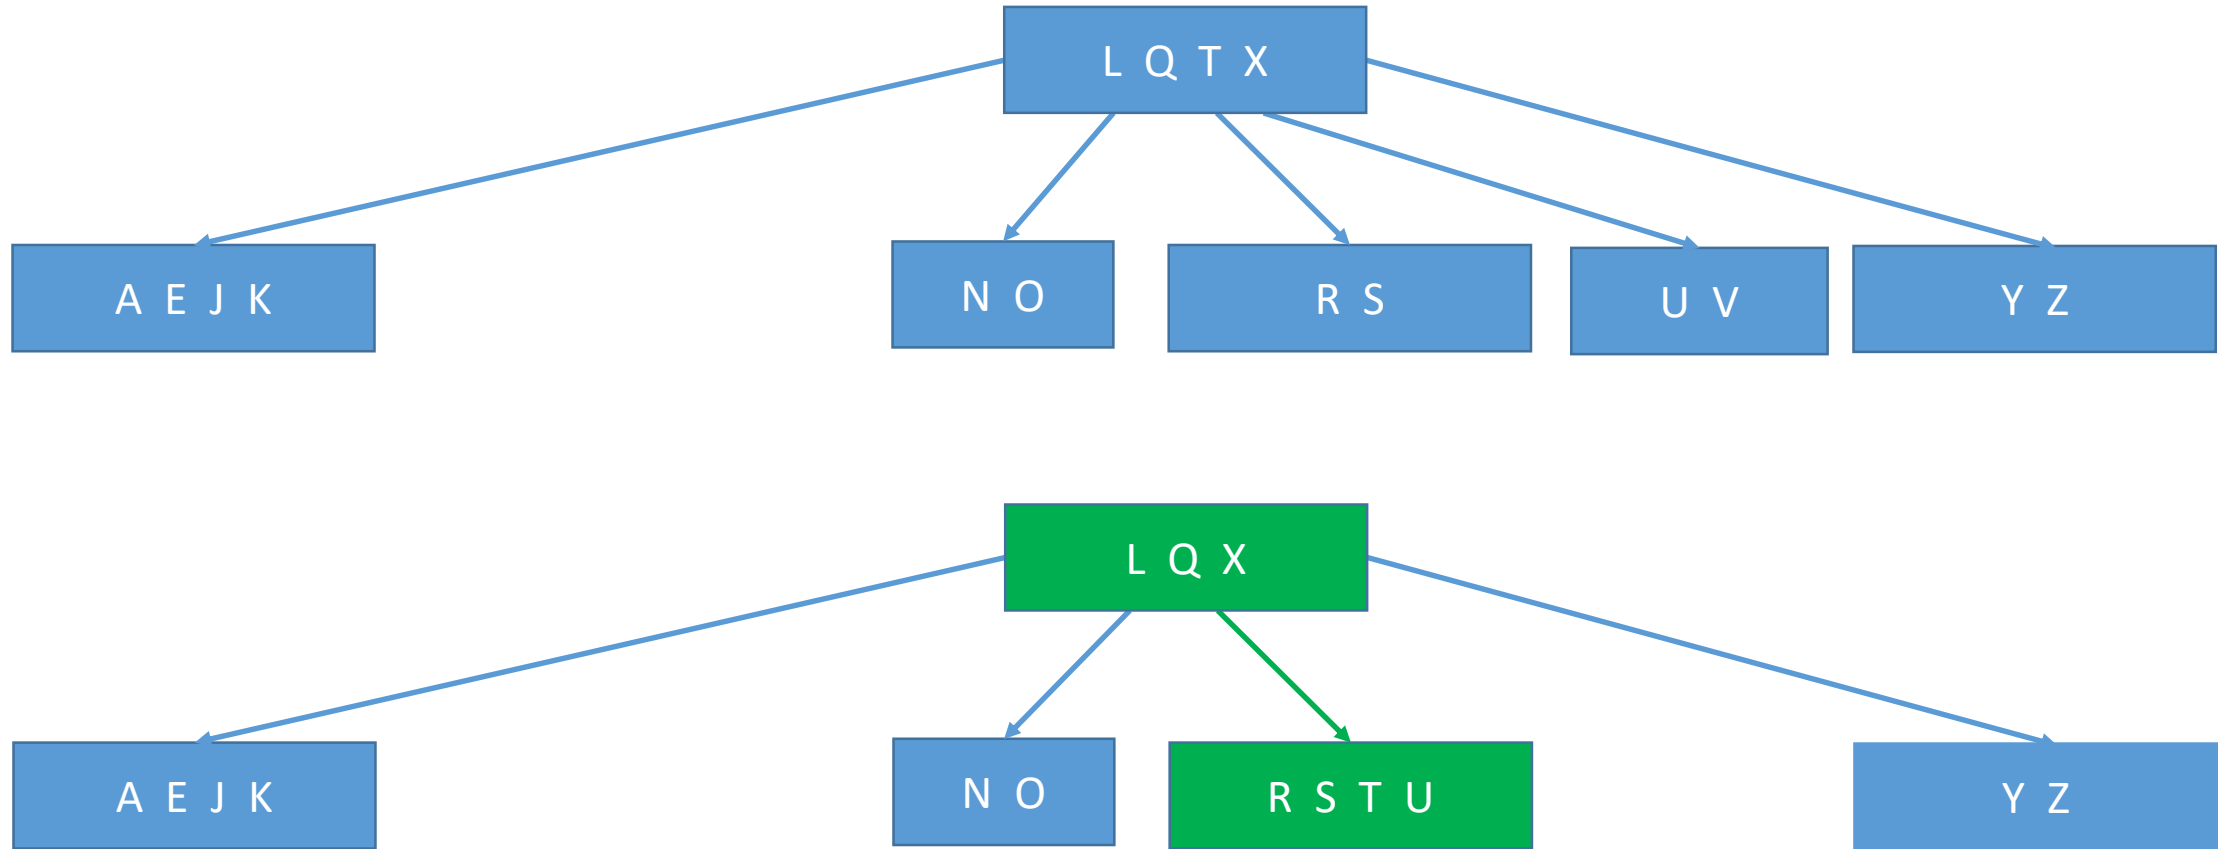 L Q T X
A E J K
N O
R S
U V
Y Z
L Q X
A E J K
N O
R S T U
Y Z